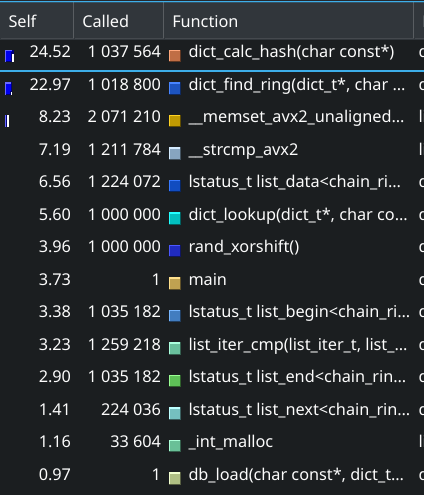 Self Called Function
24.52 1 037 564 dict_calc_hash(char const*)
22.97 1 018 800 dict_find_ring(dict_t*, char ...
8.23 2 071 210 __memset_avx2_unaligned...
7.19 1 211 784 __strcmp_avx2
6.56 1 224 072 lstatus_t list_data<chain_ri...
5.60 1 000 000 dict_lookup(dict_t*, char co...
3.96 1 000 000 rand_xorshift()
3.73 1 main
3.38 1 035 182 lstatus_t list_begin<chain_ri...
3.23 1 259 218 list_iter_cmp(list_iter_t, list_...
2.90 1 035 182 lstatus_t list_end<chain_rin...
1.41 224 036 lstatus_t list_next<chain_rin...
1.16 33 604 _int_malloc
0.97 1 db_load(char const*, dict_t...